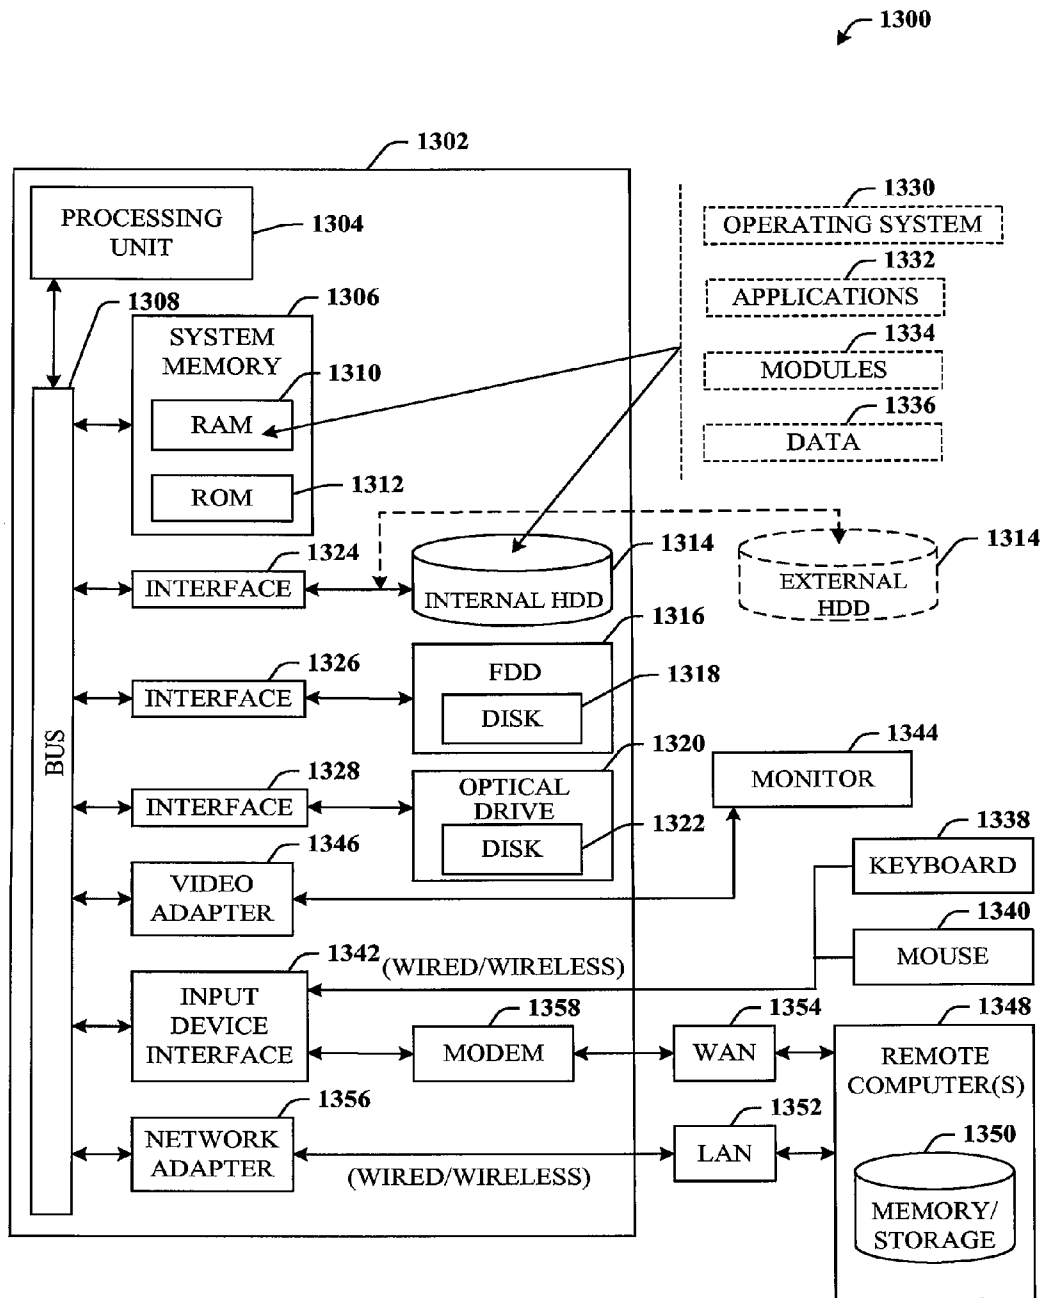 1300
1302
PROCESSING
UNIT
1304
1308
1306
SYSTEM
MEMORY
1310
RAM
ROM
1312
1330
OPERATING SYSTEM
1332
APPLICATIONS
1334
MODULES
1336
DATA
1324
INTERFACE
1314
INTERNAL HDD
1314
EXTERNAL
HDD
1326
INTERFACE
1316
FDD
1318
DISK
BUS
1328
INTERFACE
1320
OPTICAL
DRIVE
1322
DISK
1344
MONITOR
1346
VIDEO
ADAPTER
1338
KEYBOARD
1340
MOUSE
1342
(WIRED/WIRELESS)
INPUT
DEVICE
INTERFACE
1358
MODEM
1354
WAN
1348
REMOTE
COMPUTER(S)
1356
NETWORK
ADAPTER
(WIRED/WIRELESS)
1352
LAN
1350
MEMORY/
STORAGE